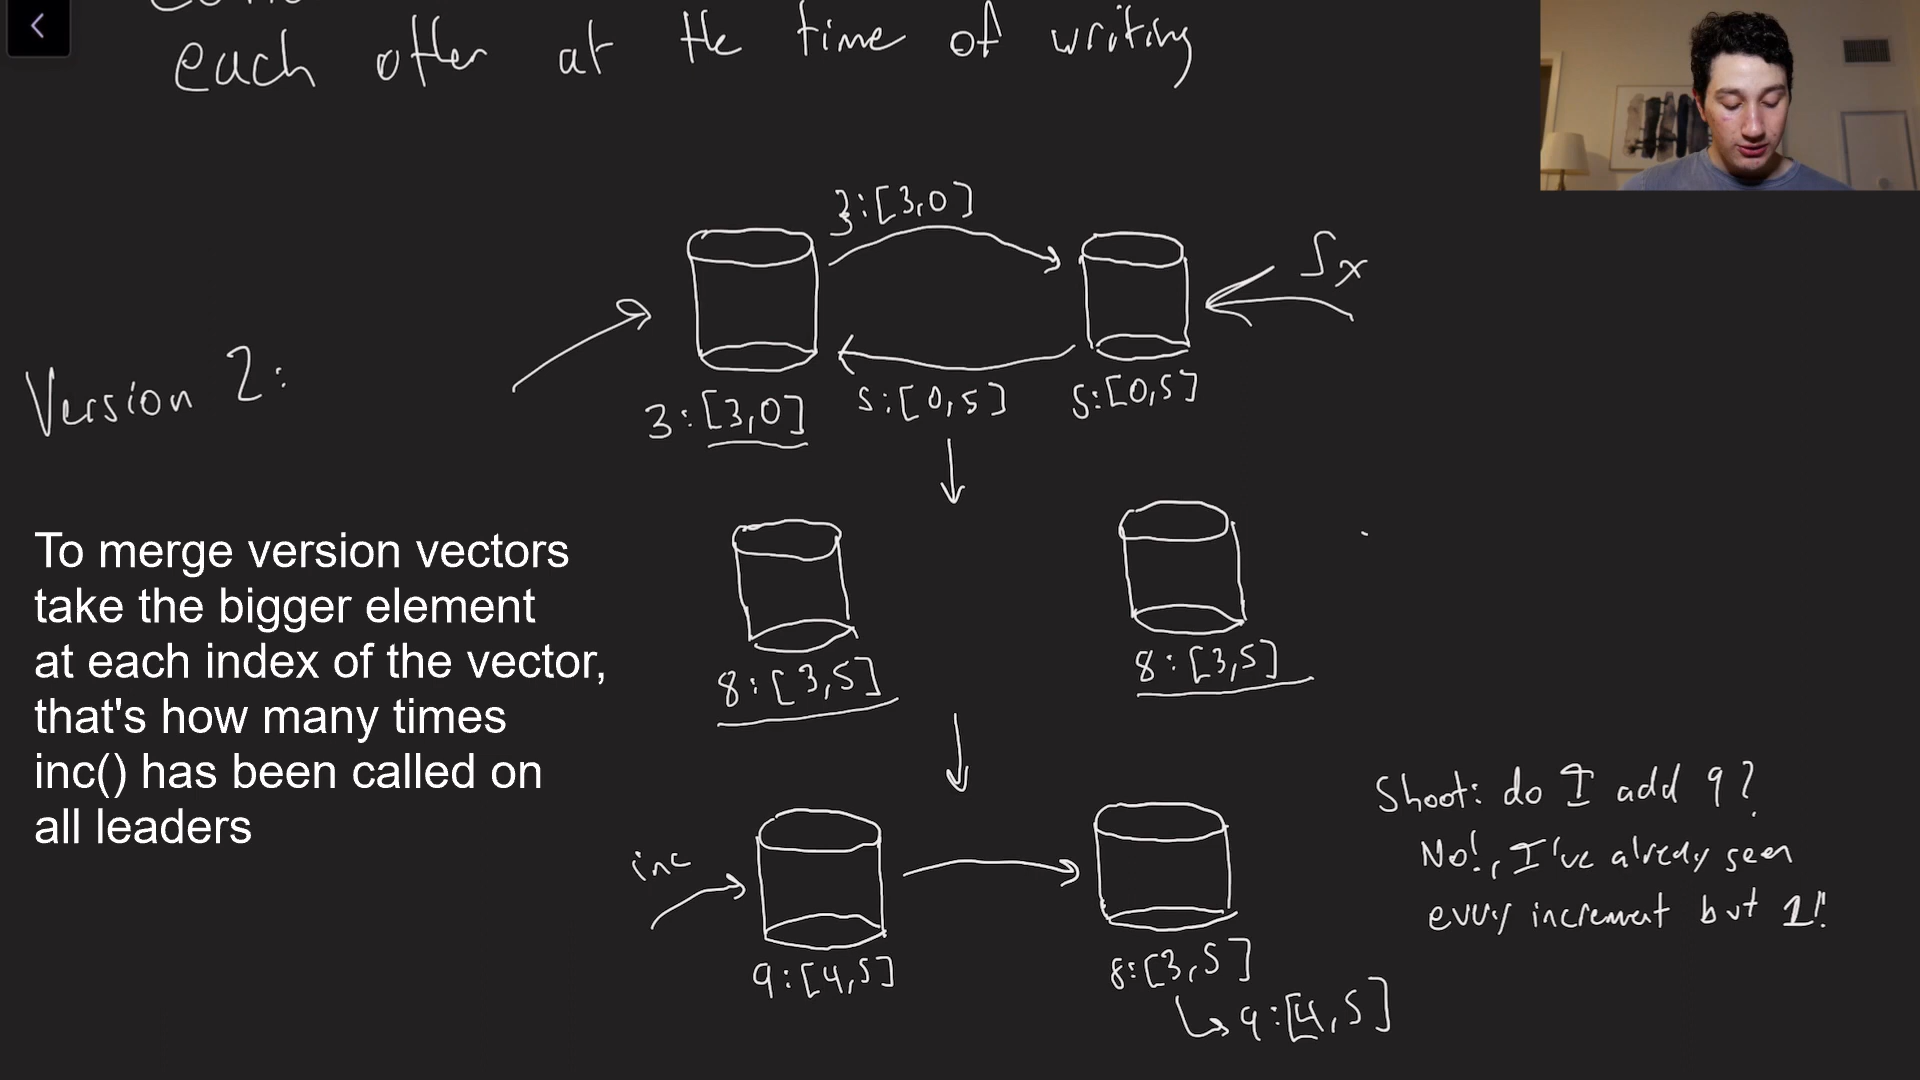 each other at the time of writing
3:[3,0]
5x
Version 2:
3:[3,0]
5:[0,5]
5:[0,5]
To merge version vectors
take the bigger element
at each index of the vector,
that's how many times
inc() has been called on
all leaders
8:[3,5]
8:[3,5]
Shoot: do I add 9?
No!, I've already seen
every increment but 1!!
inc
9:[4,5]
8:[3,5]
9:[4,5]